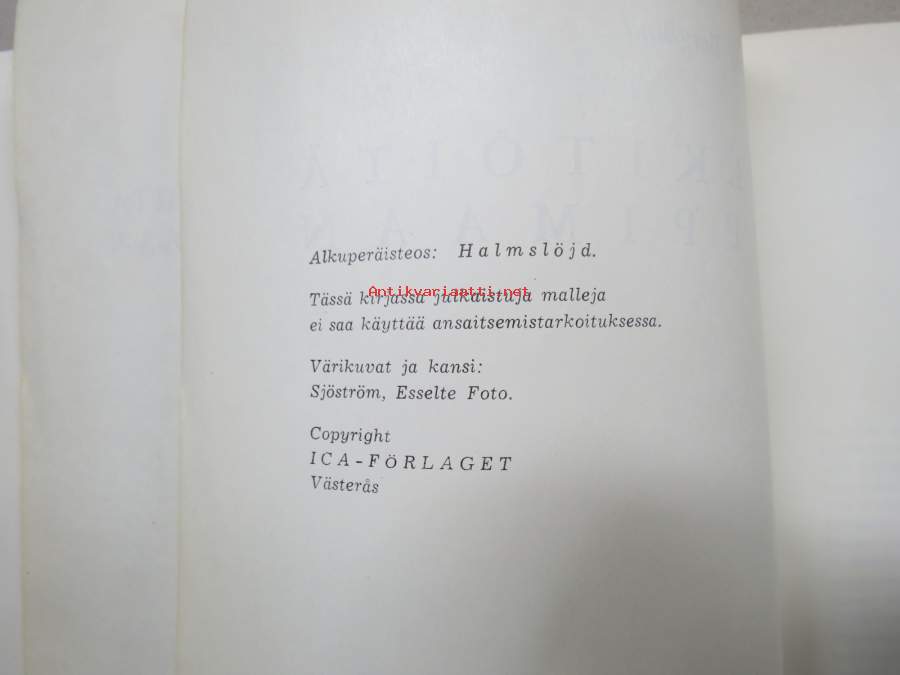 Alkuperäisteos: Halmslöjd.
Antikvariaatti.net
Tässä kirjassa julkaistuja malleja
ei saa käyttää ansaitsemistarkoituksessa.
Värikuvat ja kansi:
Sjöström, Esselte Foto.
Copyright
ICA-FÖRLAGET
Västerås